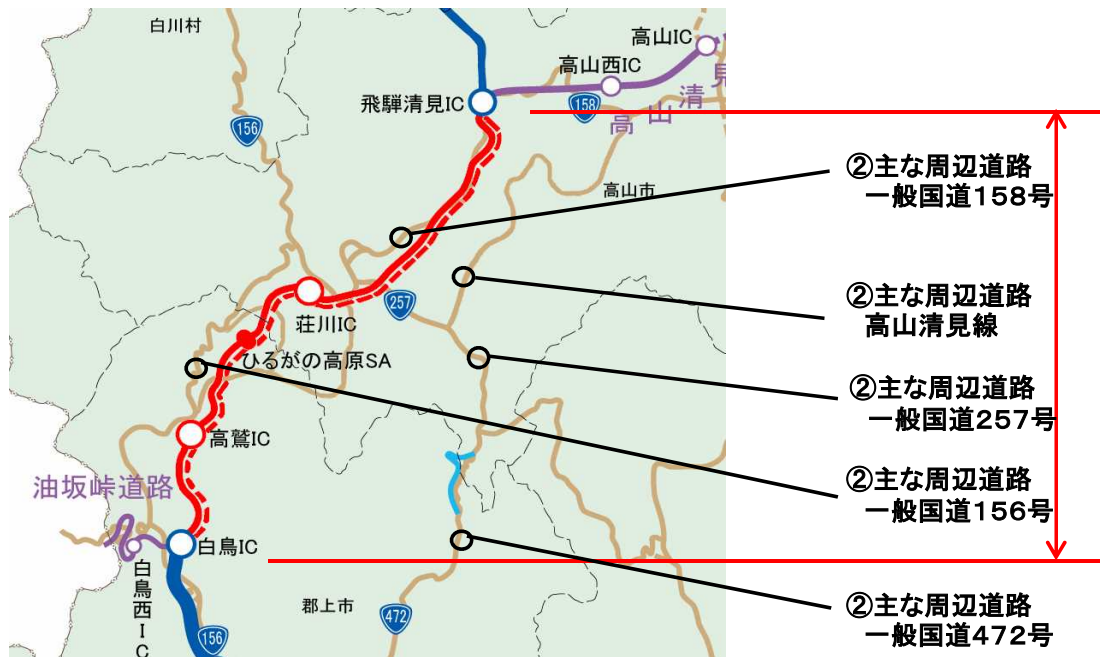 白川村
高山IC
高山西IC
飛騨清見IC
158
高山清見
156
②主な周辺道路
一般国道158号
高山市
②主な周辺道路
高山清見線
257
荘川IC
ひるがの高原SA
②主な周辺道路
一般国道257号
高鷲IC
②主な周辺道路
一般国道156号
油坂峠道路
白鳥IC
白鳥西IC
郡上市
472
156
②主な周辺道路
一般国道472号